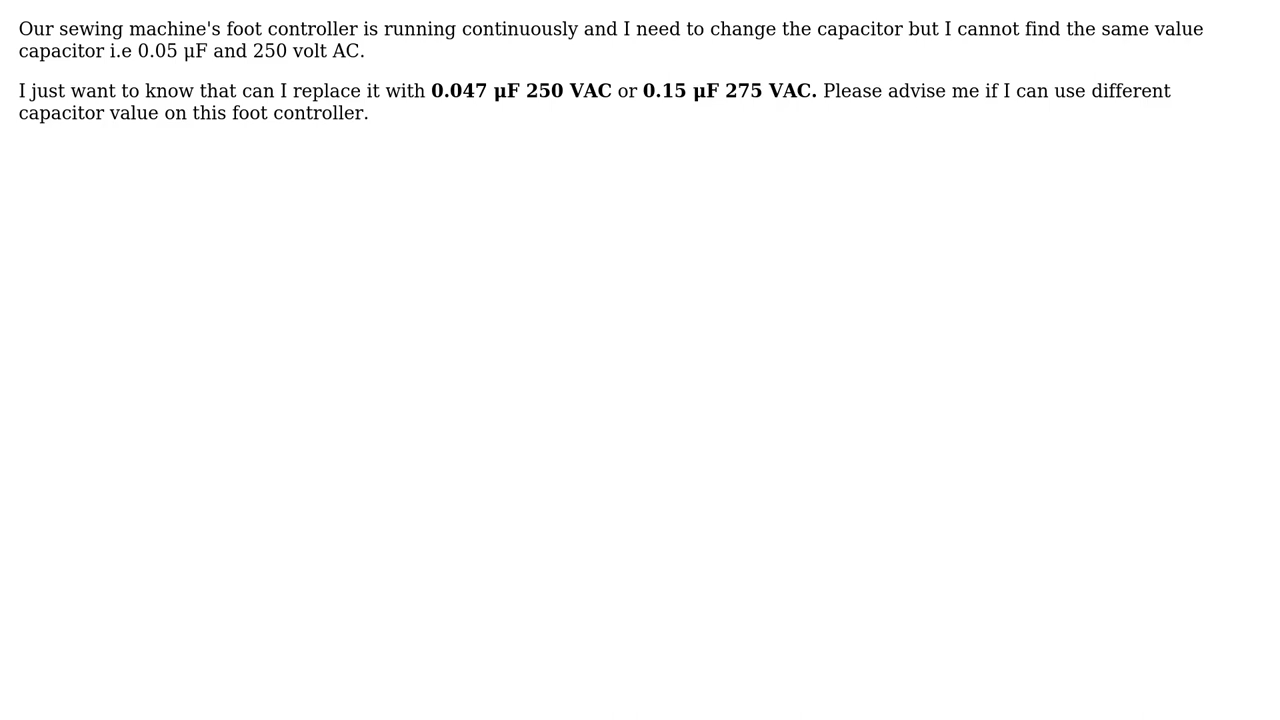 Our sewing machine's foot controller is running continuously and I need to change the capacitor but I cannot find the same value
capacitor i.e 0.05 μF and 250 volt AC.
I just want to know that can I replace it with 0.047 μF 250 VAC or 0.15 μF 275 VAC. Please advise me if I can use different
capacitor value on this foot controller.